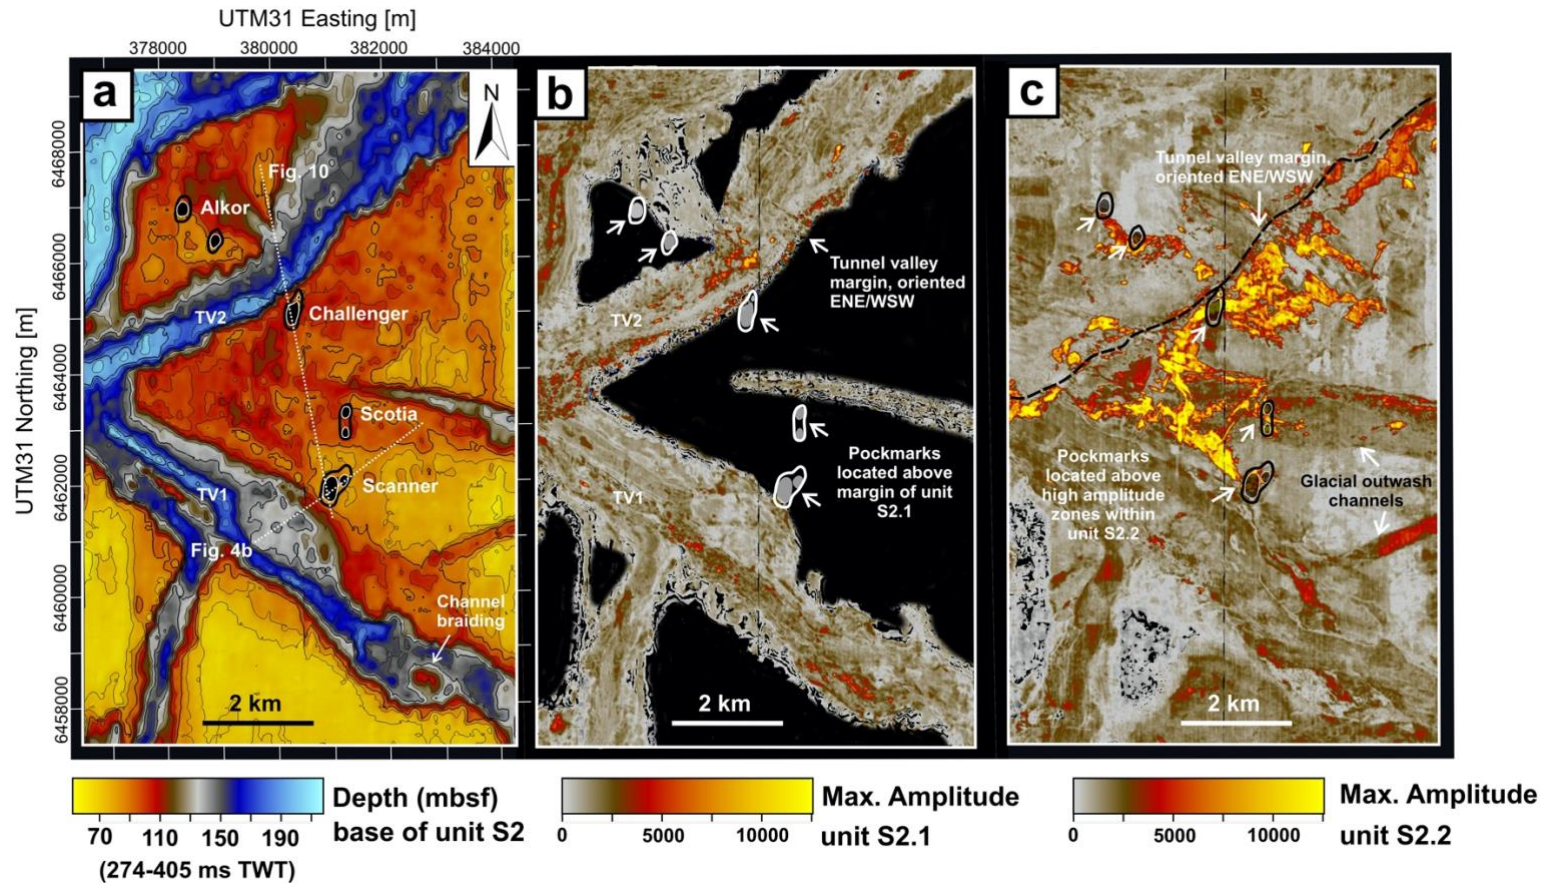 UTM31 Easting [m]
378000 380000 382000 384000
UTM31 Northing [m]
6468000
6466000
6464000
6462000
6460000
6458000
a
N
Fig. 10
Alkor
Challenger
TV2
Scotia
Scanner
TV1
Fig. 4b
Channel
braiding
2 km
b
Tunnel valley
margin, oriented
ENE/WSW
TV2
Pockmarks
located above
margin of unit
S2.1
TV1
2 km
c
Tunnel valley margin,
oriented ENE/WSW
Pockmarks
located above
high amplitude
zones within
unit S2.2
Glacial outwash
channels
2 km
70 110 150 190
(274-405 ms TWT)
Depth (mbsf)
base of unit S2
0 5000 10000
Max. Amplitude
unit S2.1
0 5000 10000
Max. Amplitude
unit S2.2